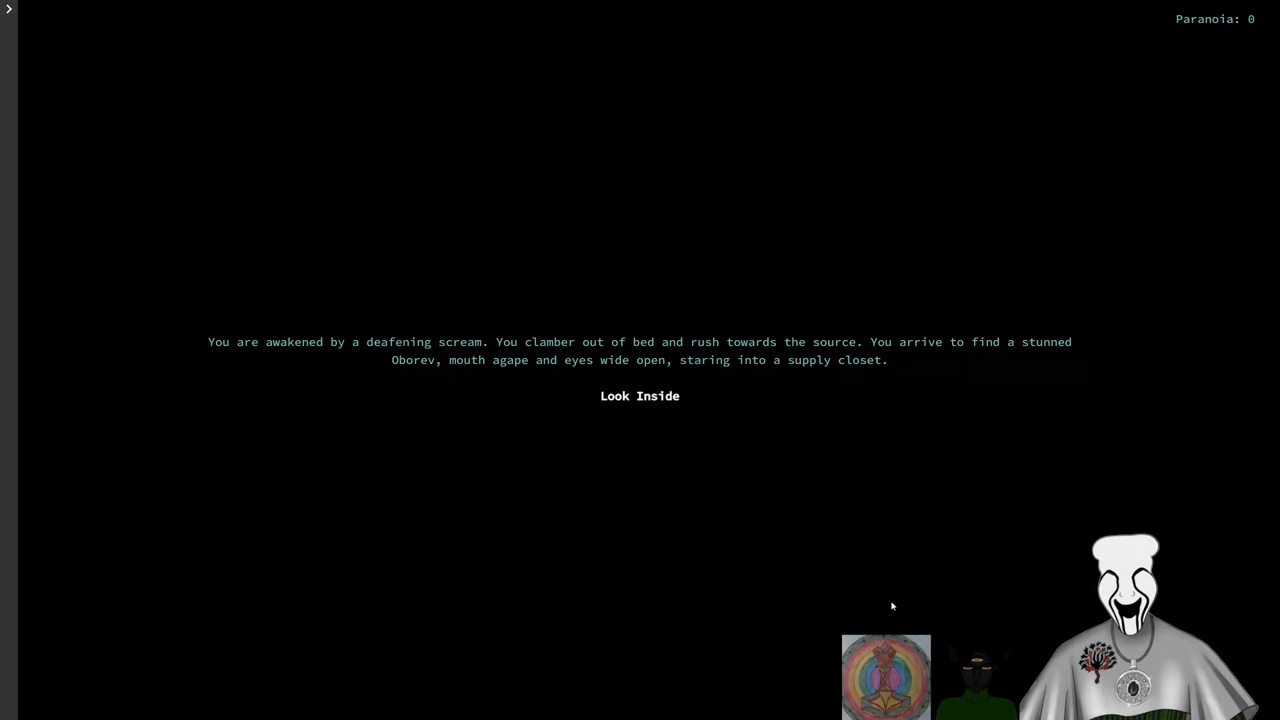 Paranoia: 0
You are awakened by a deafening scream. You clamber out of bed and rush towards the source. You arrive to find a stunned
Oborev, mouth agape and eyes wide open, staring into a supply closet.
Look Inside